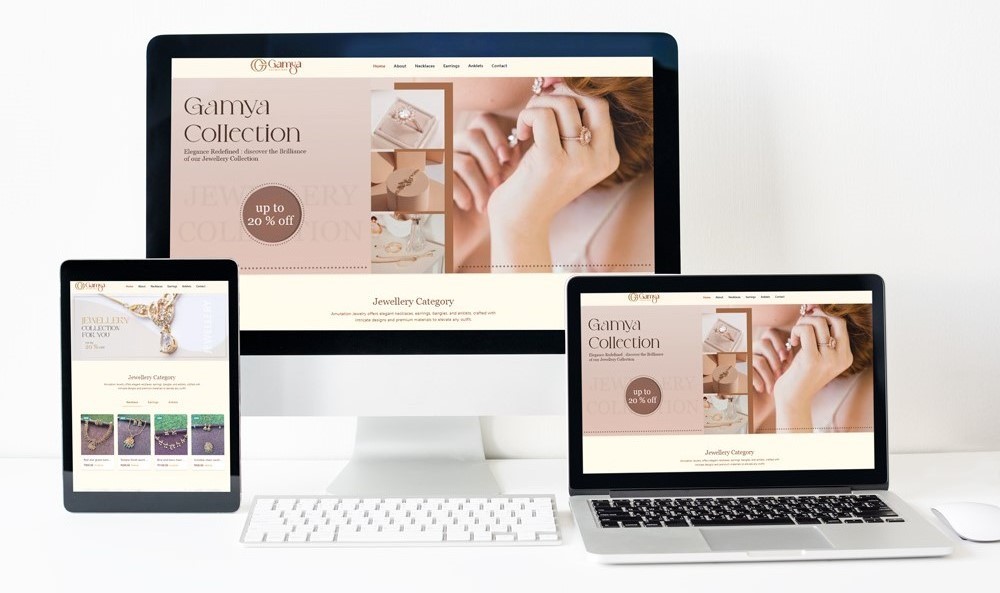 Gamya
Home About Necklaces Earrings Anklets Contact
Gamya
Collection
Elegance Redefined : discover the Brilliance
of our Jewellery Collection
JEWELLERY
COLLECTION
up to
20 % off
Jewellery Category
Amulation Jewelry offers elegant necklaces, earrings, bangles, and anklets, crafted with
intricate designs and premium materials to elevate any outfit.
Gamya
Home About Necklaces Earrings Anklets Contact
JEWELLERY
COLLECTION
FOR YOU
20 %
Jewellery Category
Necklaces Earrings
Gamya
Home About Necklaces Earrings Anklets Contact
Gamya
Collection
Elegance Redefined : discover the Brilliance
of our Jewellery Collection
up to
20 % off
Jewellery Category
Amulation Jewelry offers elegant necklaces, earrings, bangles, and anklets, crafted with
intricate designs and premium materials to elevate any outfit.